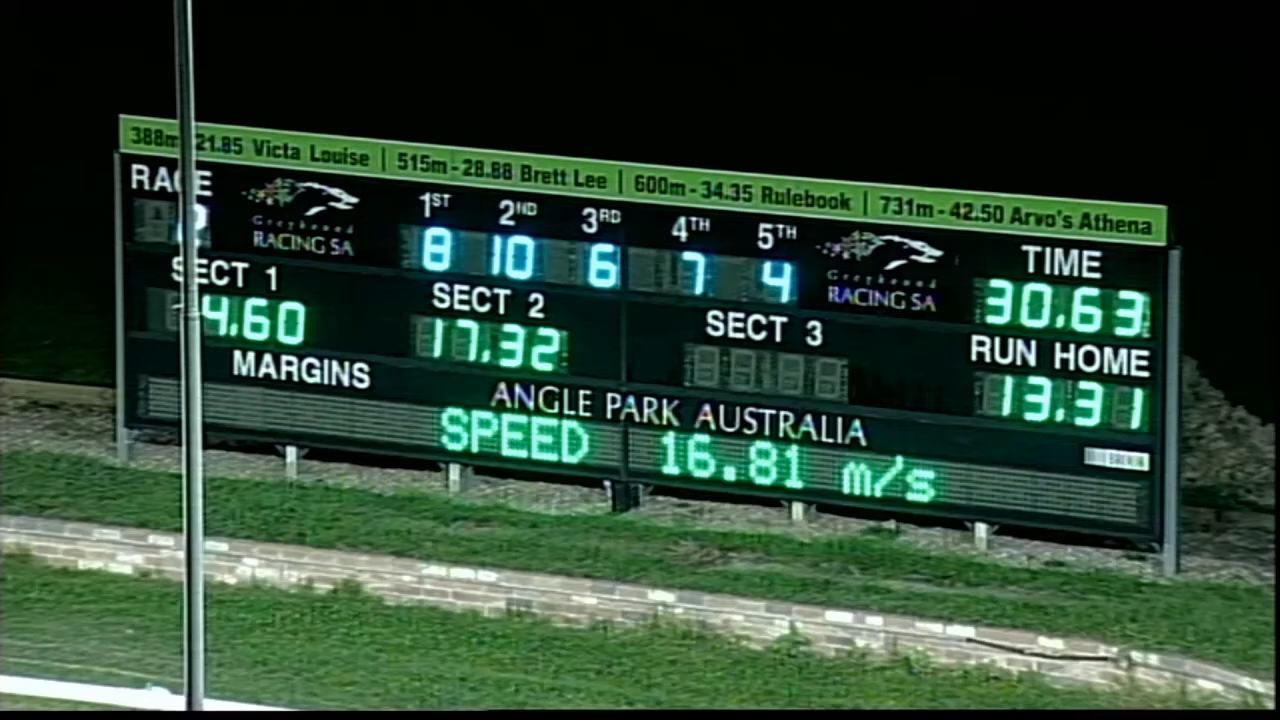 388m 21.85 Victa Louise | 515m - 28.88 Brett Lee | 600m - 34.35 Rulebook | 731m - 42.50 Arvo's Athena
RACE
Greyhound
RACING SA
1ST 2ND 3RD 4TH 5TH
8 10 6 7 4
Greyhound
RACING SA
TIME
30.63
SECT 1
4.60
SECT 2
17.32
SECT 3
RUN HOME
13.31
MARGINS
ANGLE PARK AUSTRALIA
SPEED 16.81 m/s